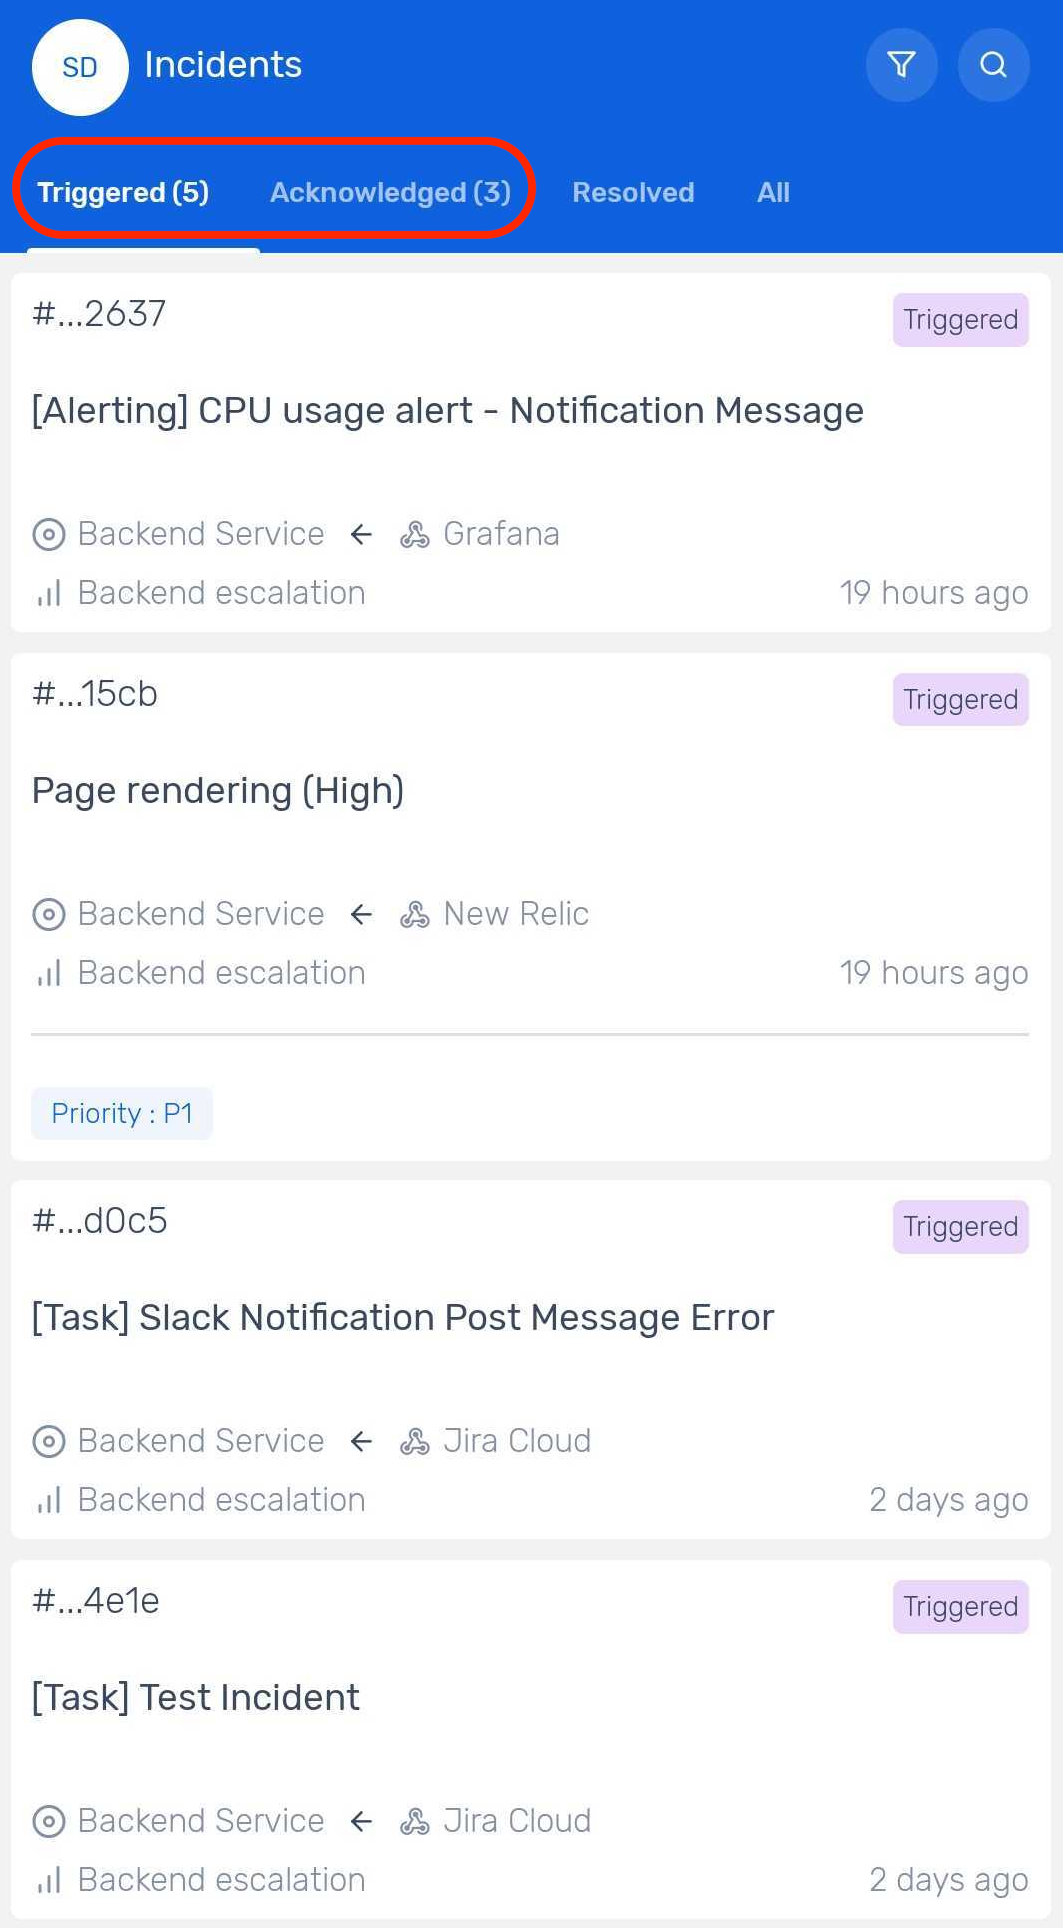 SD Incidents
Triggered (5) Acknowledged (3) Resolved All
#...2637 Triggered
[Alerting] CPU usage alert - Notification Message
Backend Service ← Grafana
Backend escalation 19 hours ago
#...15cb Triggered
Page rendering (High)
Backend Service ← New Relic
Backend escalation 19 hours ago
Priority : P1
#...d0c5 Triggered
[Task] Slack Notification Post Message Error
Backend Service ← Jira Cloud
Backend escalation 2 days ago
#...4e1e Triggered
[Task] Test Incident
Backend Service ← Jira Cloud
Backend escalation 2 days ago